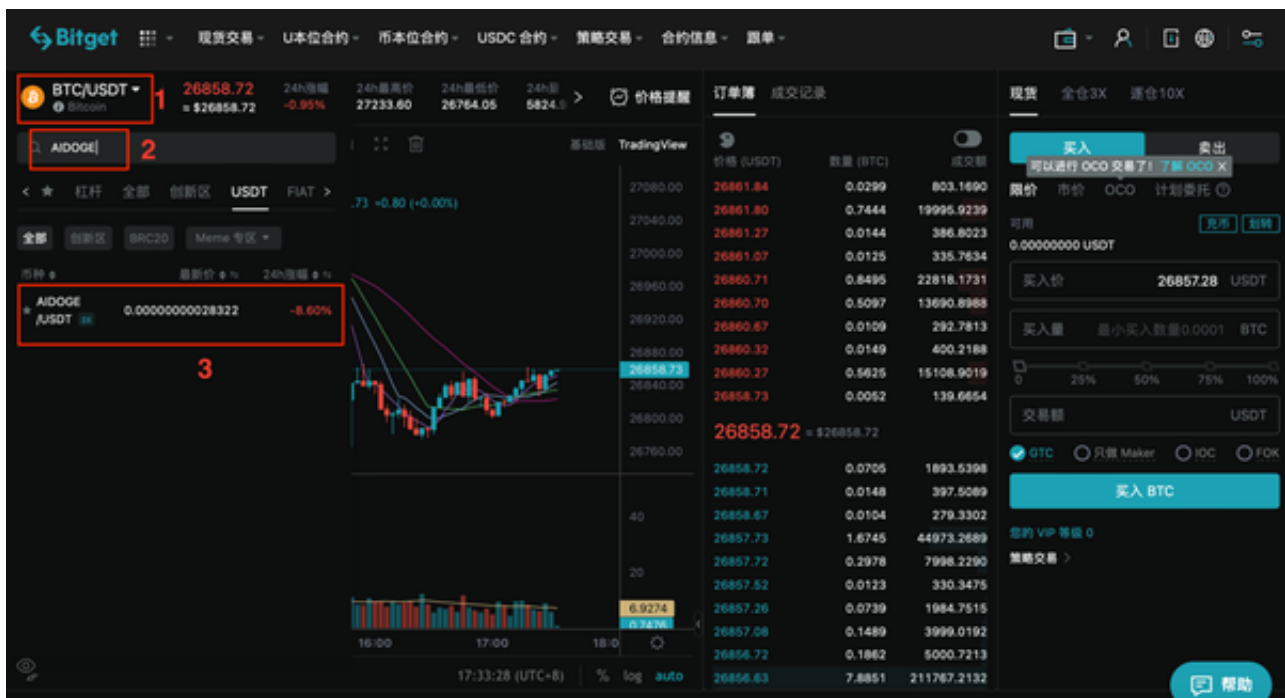 Bitget 现货交易 U本位合约 币本位合约 USDC 合约 策略交易 合约信息 跟单
BTC/USDT
Bitcoin
1
26858.72
≈ $26858.72
24h涨幅
-0.95%
24h最高价
27233.60
24h最低价
26764.05
24h
5824.9
价格提醒
AIDOGE
2
基础版 TradingView
杠杆 全部 创新区 USDT FIAT
全部 创新区 BRC20 Meme 专区
币种 最新价 24h涨幅
AIDOGE
/USDT 3X
0.00000000028322 -8.60%
3
.73 +0.80 (+0.00%)
27080.00
27040.00
27000.00
26960.00
26920.00
26880.00
26858.73
26840.00
26800.00
26760.00
40
20
6.9274
0.7476
16:00 17:00 18:0
17:33:28 (UTC+8) % log auto
订单簿 成交记录
价格 (USDT) 数量 (BTC) 成交额
26861.84 0.0299 803.1690
26861.80 0.7444 19995.9239
26861.27 0.0144 386.8023
26861.07 0.0125 335.7634
26860.71 0.8495 22818.1731
26860.70 0.5097 13690.8988
26860.67 0.0109 292.7813
26860.32 0.0149 400.2188
26860.27 0.5625 15108.9019
26858.73 0.0052 139.6654
26858.72 ≈ $26858.72
26858.72 0.0705 1893.5398
26858.71 0.0148 397.5089
26858.67 0.0104 279.3302
26857.73 1.6745 44973.2689
26857.72 0.2978 7998.2290
26857.52 0.0123 330.3475
26857.26 0.0739 1984.7515
26857.08 0.1489 3999.0192
26856.72 0.1862 5000.7213
26856.63 7.8851 211767.2132
现货 全仓3X 逐仓10X
买入 卖出
可以进行 OCO 交易了! 了解 OCO X
限价 市价 OCO 计划委托
可用 充币 划转
0.00000000 USDT
买入价 26857.28 USDT
买入量 最小买入数量0.0001 BTC
0 25% 50% 75% 100%
交易额 USDT
GTC 只做 Maker IOC FOK
买入 BTC
您的 VIP 等级 0
策略交易
帮助